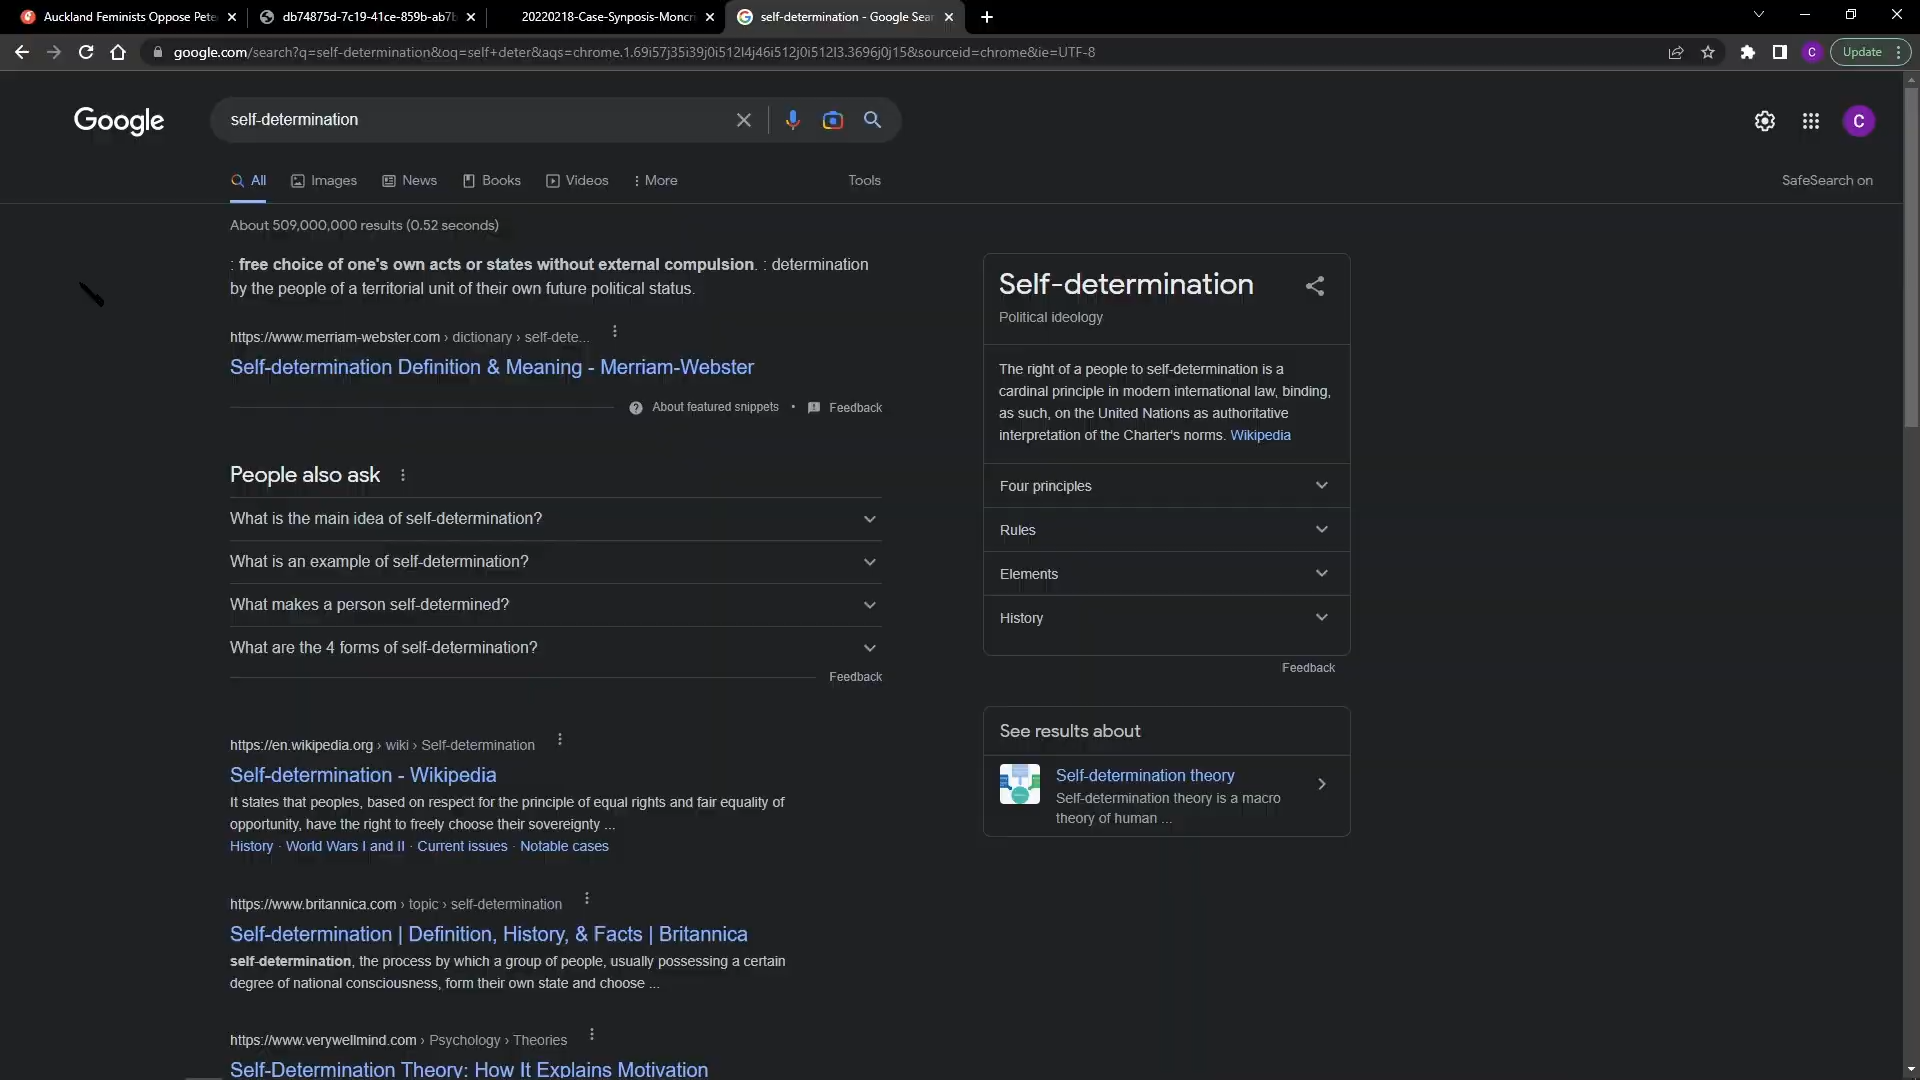 Auckland Feminists Oppose Pete
db74875d-7c19-41ce-859b-ab7b
20220218-Case-Synposis-Moncri
self-determination - Google Sear
google.com/search?q=self-determination&oq=self+deter&aqs=chrome.1.69i57j35i39j0i512l4j46i512j0i512l3.3696j0j15&sourceid=chrome&ie=UTF-8
C
Update
Google
self-determination
C
All
Images
News
Books
Videos
More
Tools
SafeSearch on
About 509,000,000 results (0.52 seconds)
: free choice of one's own acts or states without external compulsion. : determination
by the people of a territorial unit of their own future political status.
https://www.merriam-webster.com › dictionary › self-dete...
Self-determination Definition & Meaning - Merriam-Webster
About featured snippets • Feedback
People also ask
What is the main idea of self-determination?
What is an example of self-determination?
What makes a person self-determined?
What are the 4 forms of self-determination?
Feedback
https://en.wikipedia.org › wiki › Self-determination
Self-determination - Wikipedia
It states that peoples, based on respect for the principle of equal rights and fair equality of
opportunity, have the right to freely choose their sovereignty ...
History · World Wars I and II · Current issues · Notable cases
https://www.britannica.com › topic › self-determination
Self-determination | Definition, History, & Facts | Britannica
self-determination, the process by which a group of people, usually possessing a certain
degree of national consciousness, form their own state and choose ...
https://www.verywellmind.com › Psychology › Theories
Self-Determination Theory: How It Explains Motivation
Self-determination
Political ideology
The right of a people to self-determination is a
cardinal principle in modern international law, binding,
as such, on the United Nations as authoritative
interpretation of the Charter's norms. Wikipedia
Four principles
Rules
Elements
History
Feedback
See results about
Self-determination theory
Self-determination theory is a macro
theory of human ...